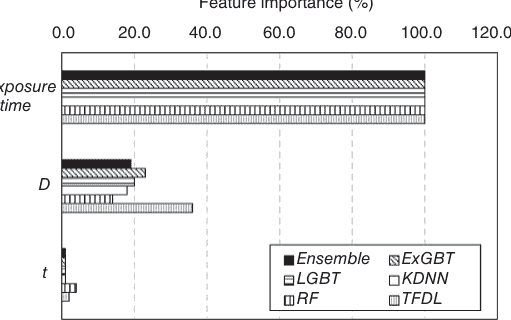 Feature importance (%)
0.0 20.0 40.0 60.0 80.0 100.0 120.0
xposure
time
D
t
Ensemble ExGBT
LGBT KDNN
RF TFDL